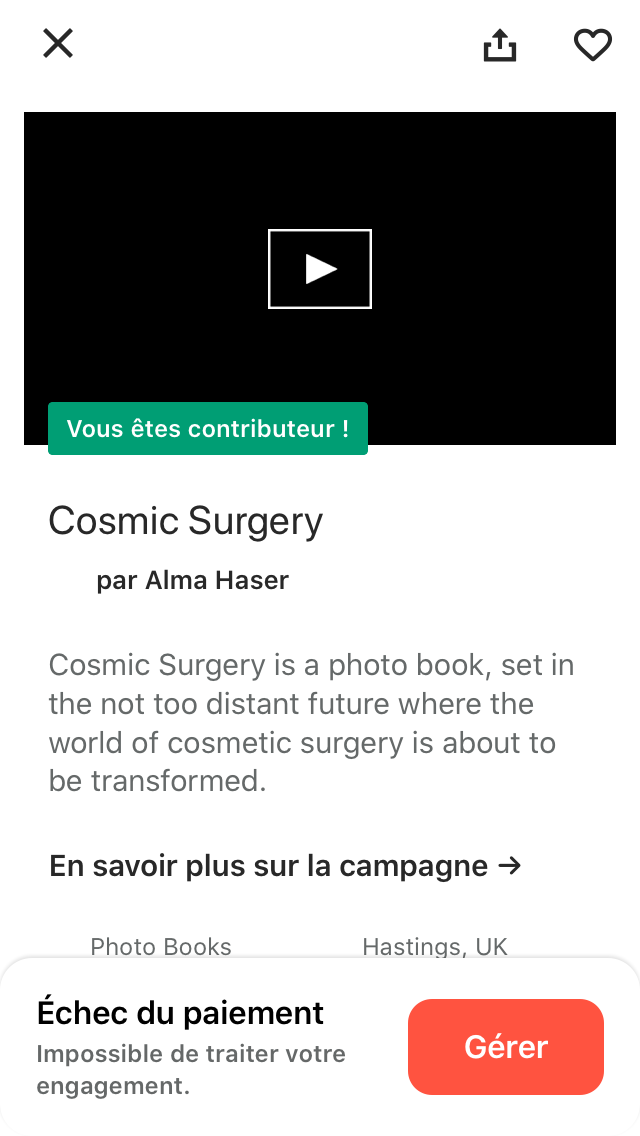 Vous êtes contributeur !
Cosmic Surgery
par Alma Haser
Cosmic Surgery is a photo book, set in
the not too distant future where the
world of cosmetic surgery is about to
be transformed.
En savoir plus sur la campagne →
Photo Books
Hastings, UK
Échec du paiement
Impossible de traiter votre
engagement.
Gérer